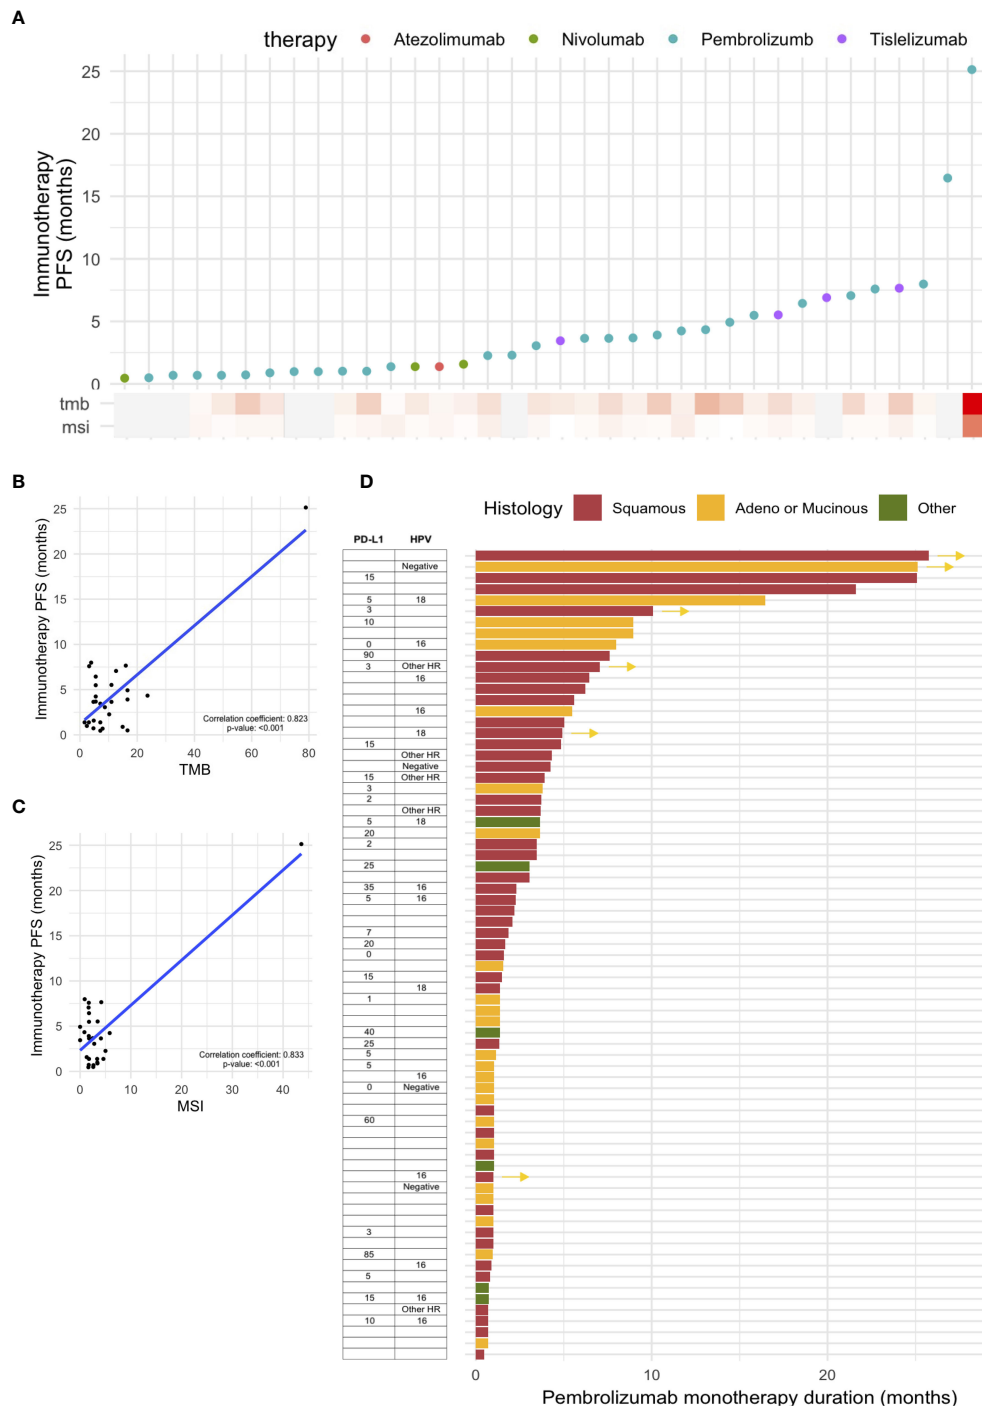 A
therapy Atezolimumab Nivolumab Pembrolizumb Tislelizumab
Immunotherapy
PFS (months)
25
20
15
10
5
0
tmb
msi
B
Immunotherapy PFS (months)
25
20
15
10
5
0
Correlation coefficient: 0.823
p-value: <0.001
0 20 40 60 80
TMB
C
Immunotherapy PFS (months)
25
20
15
10
5
0
Correlation coefficient: 0.833
p-value: <0.001
0 10 20 30 40
MSI
D
Histology Squamous Adeno or Mucinous Other
PD-L1 HPV
Negative
15
5 18
3
10
0 16
90
3 Other HR
16
16
18
15
Other HR
Negative
15 Other HR
3
2
Other HR
5 18
20
2
25
35 16
5 16
7
20
0
15
18
1
40
25
5
5
16
0 Negative
60
16
Negative
3
85
16
5
15 16
Other HR
10 16
0 10 20
Pembrolizumab monotherapy duration (months)